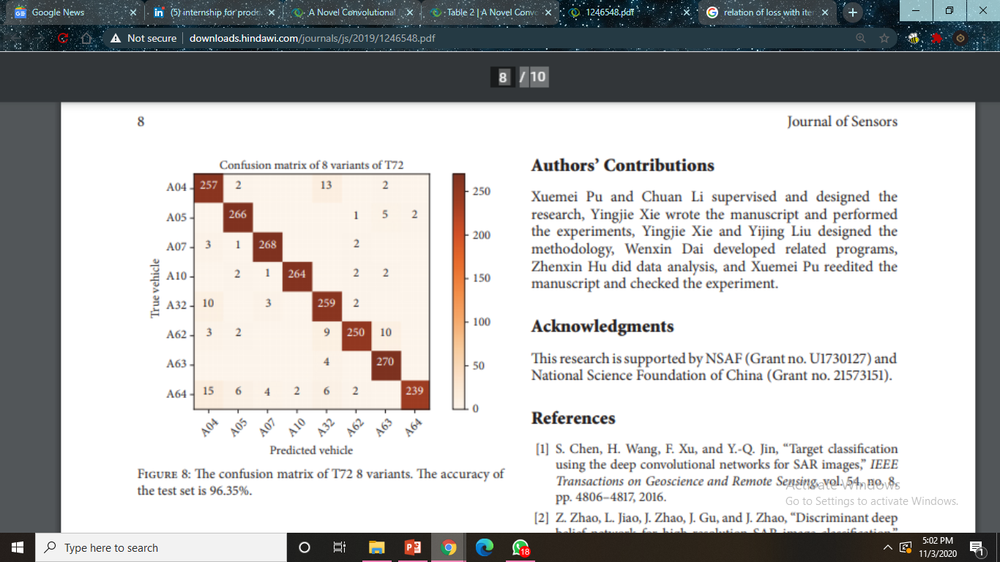 Google News
(5) internship for prod
A Novel Convolutional
Table 2 | A Novel Conv
1246548.pdf
relation of loss with ite
Not secure
downloads.hindawi.com/journals/js/2019/1246548.pdf
8 / 10
8
Journal of Sensors
Confusion matrix of 8 variants of T72
A04 257 2 13 2
A05 266 1 5 2
A07 3 1 268 2
A10 2 1 264 2 2
A32 10 3 259 2
A62 3 2 9 250 10
A63 4 270
A64 15 6 4 2 6 2 239
True vehicle
A04 A05 A07 A10 A32 A62 A63 A64
Predicted vehicle
250
200
150
100
50
0
FIGURE 8: The confusion matrix of T72 8 variants. The accuracy of
the test set is 96.35%.
Authors’ Contributions
Xuemei Pu and Chuan Li supervised and designed the
research, Yingjie Xie wrote the manuscript and performed
the experiments, Yingjie Xie and Yijing Liu designed the
methodology, Wenxin Dai developed related programs,
Zhenxin Hu did data analysis, and Xuemei Pu reedited the
manuscript and checked the experiment.
Acknowledgments
This research is supported by NSAF (Grant no. U1730127) and
National Science Foundation of China (Grant no. 21573151).
References
[1] S. Chen, H. Wang, F. Xu, and Y.-Q. Jin, “Target classification
using the deep convolutional networks for SAR images,” IEEE
Transactions on Geoscience and Remote Sensing, vol. 54, no. 8,
pp. 4806–4817, 2016.
[2] Z. Zhao, L. Jiao, J. Zhao, J. Gu, and J. Zhao, “Discriminant deep
belief network for high-resolution SAR image classification,”
Activate Windows
Go to Settings to activate Windows.
Type here to search
18
5:02 PM
11/3/2020
1